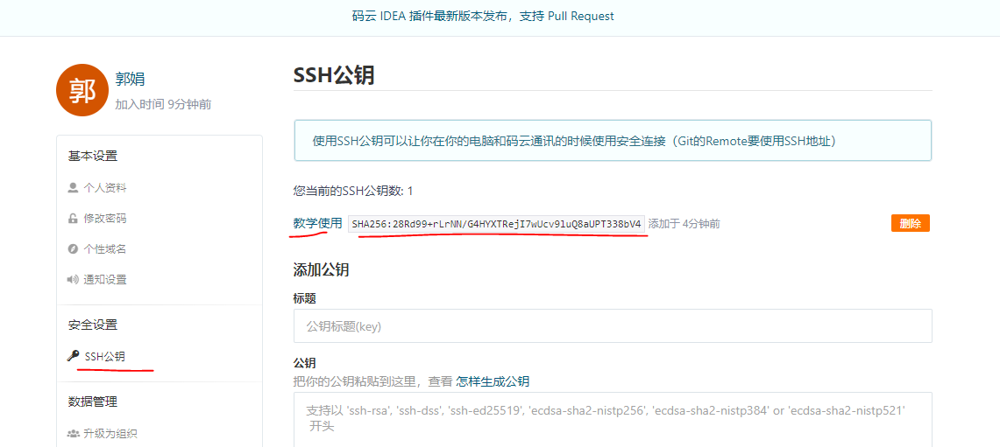 码云 IDEA 插件最新版本发布，支持 Pull Request
郭
郭娟
加入时间 9分钟前
基本设置
个人资料
修改密码
个性域名
通知设置
安全设置
SSH公钥
数据管理
升级为组织
SSH公钥
使用SSH公钥可以让你在你的电脑和码云通讯的时候使用安全连接（Git的Remote要使用SSH地址）
您当前的SSH公钥数: 1
教学使用 SHA256:28Rd99+rLrNN/G4HYXTRejI7wUcv9luQ8aUPT338bV4 添加于 4分钟前 删除
添加公钥
标题
公钥标题(key)
公钥
把你的公钥粘贴到这里，查看 怎样生成公钥
支持以 'ssh-rsa', 'ssh-dss', 'ssh-ed25519', 'ecdsa-sha2-nistp256', 'ecdsa-sha2-nistp384' or 'ecdsa-sha2-nistp521'
开头